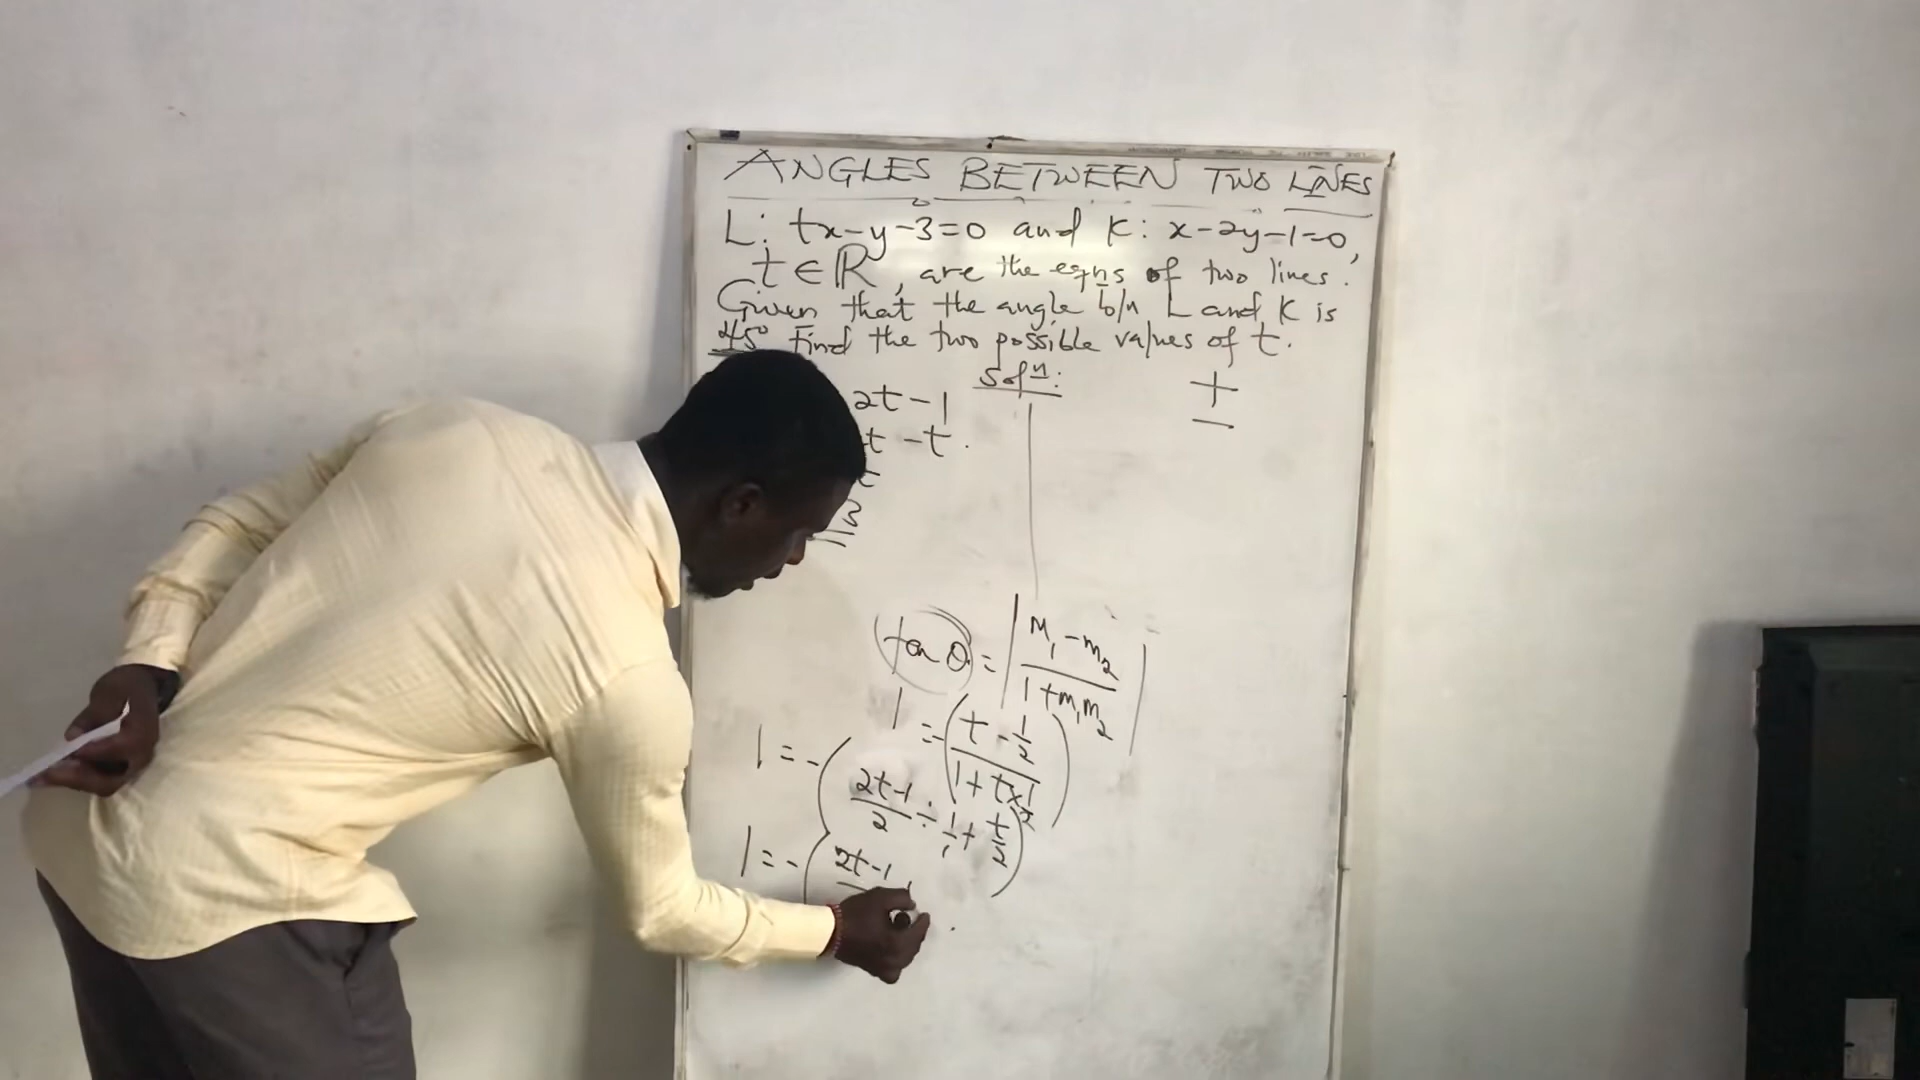 ANGLES BETWEEN TWO LINES
L: tx-y-3=0 and K: x-2y-1=0,
t ∈ ℝ, are the eqns of two lines.
Given that the angle b/n L and K is
45° Find the two possible values of t.
Solⁿ:
+
−
2t-1
t -t.
t
3
tan θ = | (m₁ - m₂)/(1 + m₁m₂) |
1 = -( (t - 1/2)/(1 + t×1/2) )
1 = -( (2t-1)/2 ÷ 1/1 + t/2 )
1 = -( 2t-1